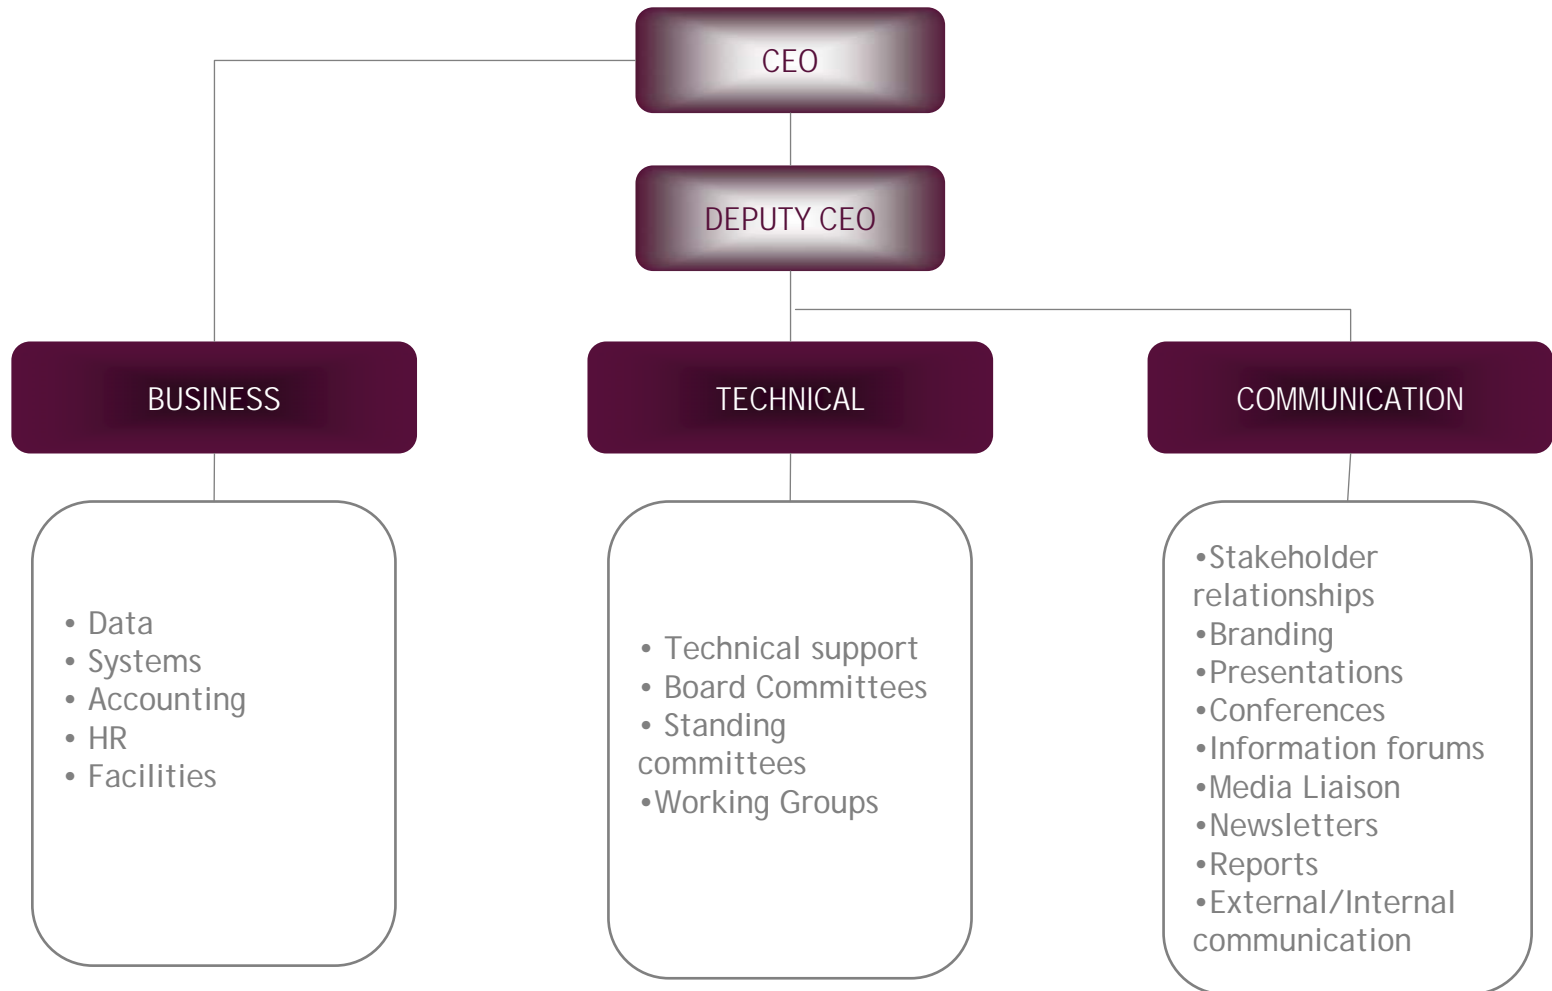 CEO
DEPUTY CEO
BUSINESS
TECHNICAL
COMMUNICATION
• Data
• Systems
• Accounting
• HR
• Facilities
• Technical support
• Board Committees
• Standing
committees
•Working Groups
•Stakeholder
relationships
•Branding
•Presentations
•Conferences
•Information forums
•Media Liaison
•Newsletters
•Reports
•External/Internal
communication